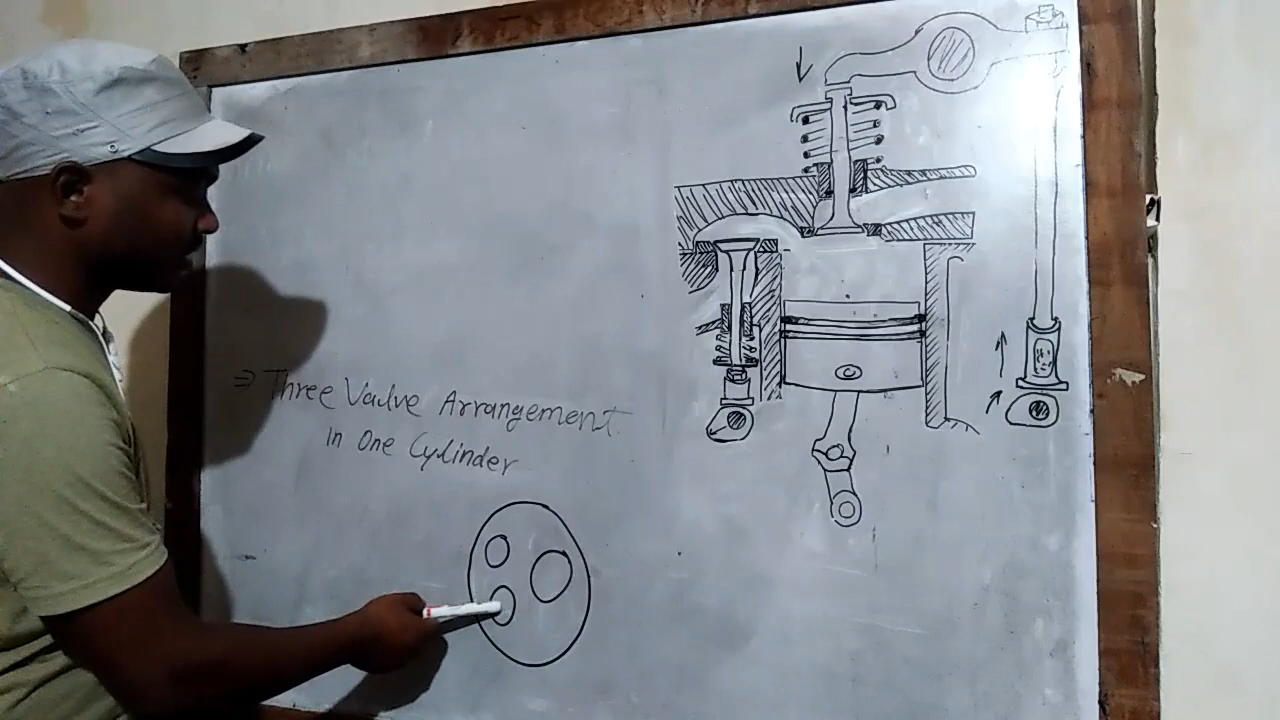 ⇒ Three Valve Arrangement
in One Cylinder